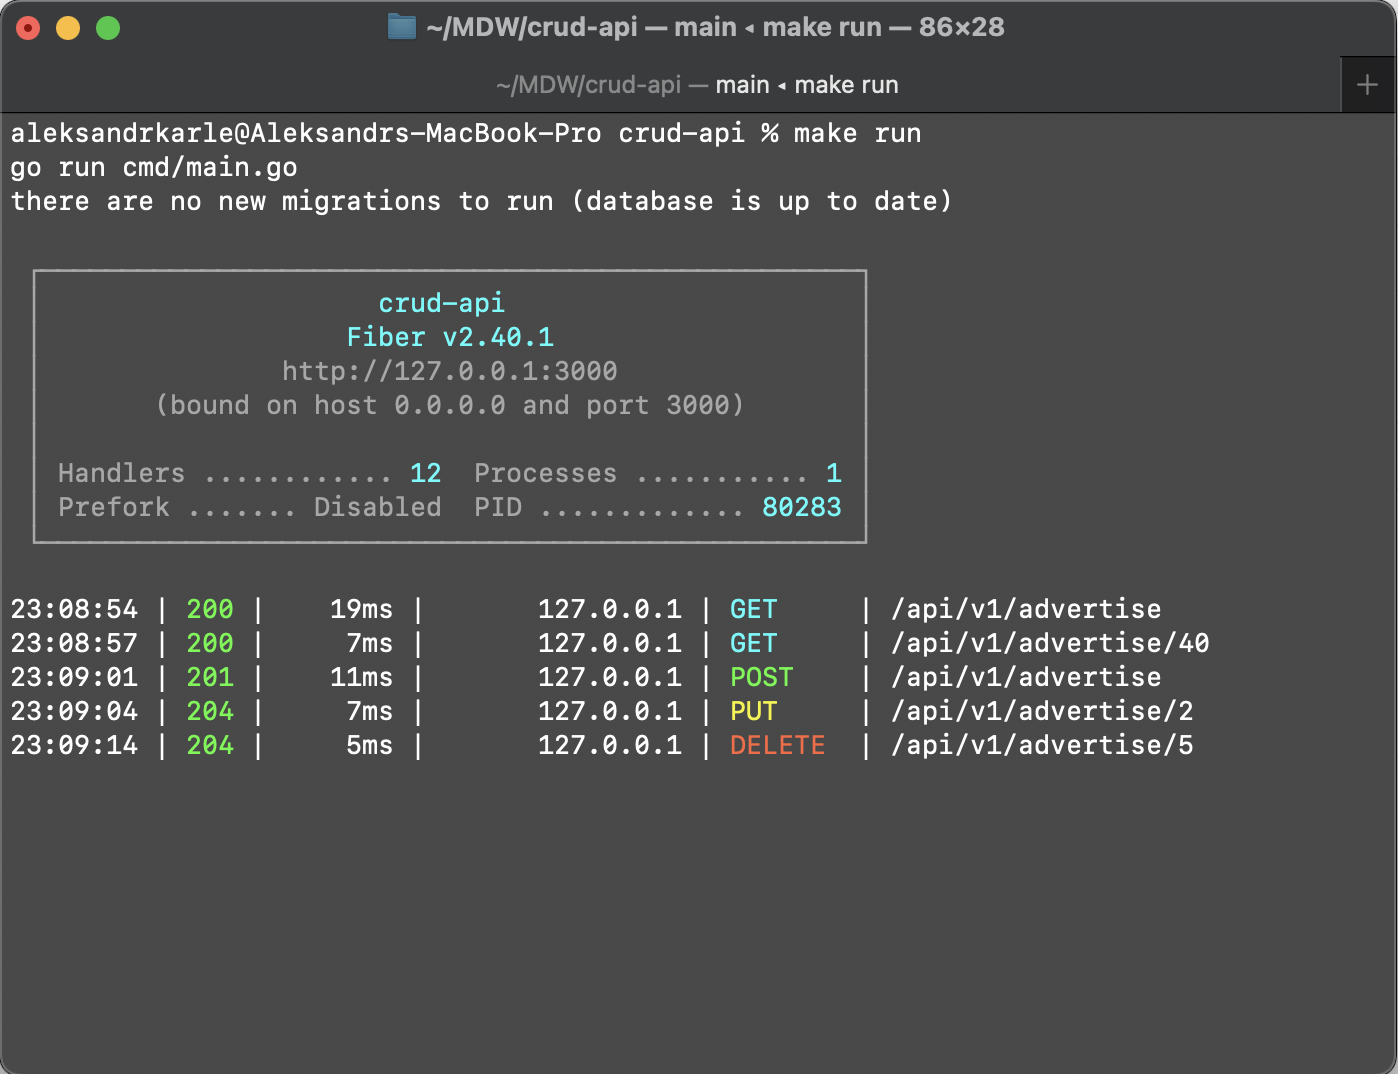 ~/MDW/crud-api — main ◂ make run — 86×28
~/MDW/crud-api — main ◂ make run
+
aleksandrkarle@Aleksandrs-MacBook-Pro crud-api % make run
go run cmd/main.go
there are no new migrations to run (database is up to date)
crud-api
Fiber v2.40.1
http://127.0.0.1:3000
(bound on host 0.0.0.0 and port 3000)
Handlers ............ 12  Processes ........... 1
Prefork ....... Disabled  PID ............. 80283
23:08:54 | 200 |    19ms |       127.0.0.1 | GET     | /api/v1/advertise
23:08:57 | 200 |     7ms |       127.0.0.1 | GET     | /api/v1/advertise/40
23:09:01 | 201 |    11ms |       127.0.0.1 | POST    | /api/v1/advertise
23:09:04 | 204 |     7ms |       127.0.0.1 | PUT     | /api/v1/advertise/2
23:09:14 | 204 |     5ms |       127.0.0.1 | DELETE  | /api/v1/advertise/5